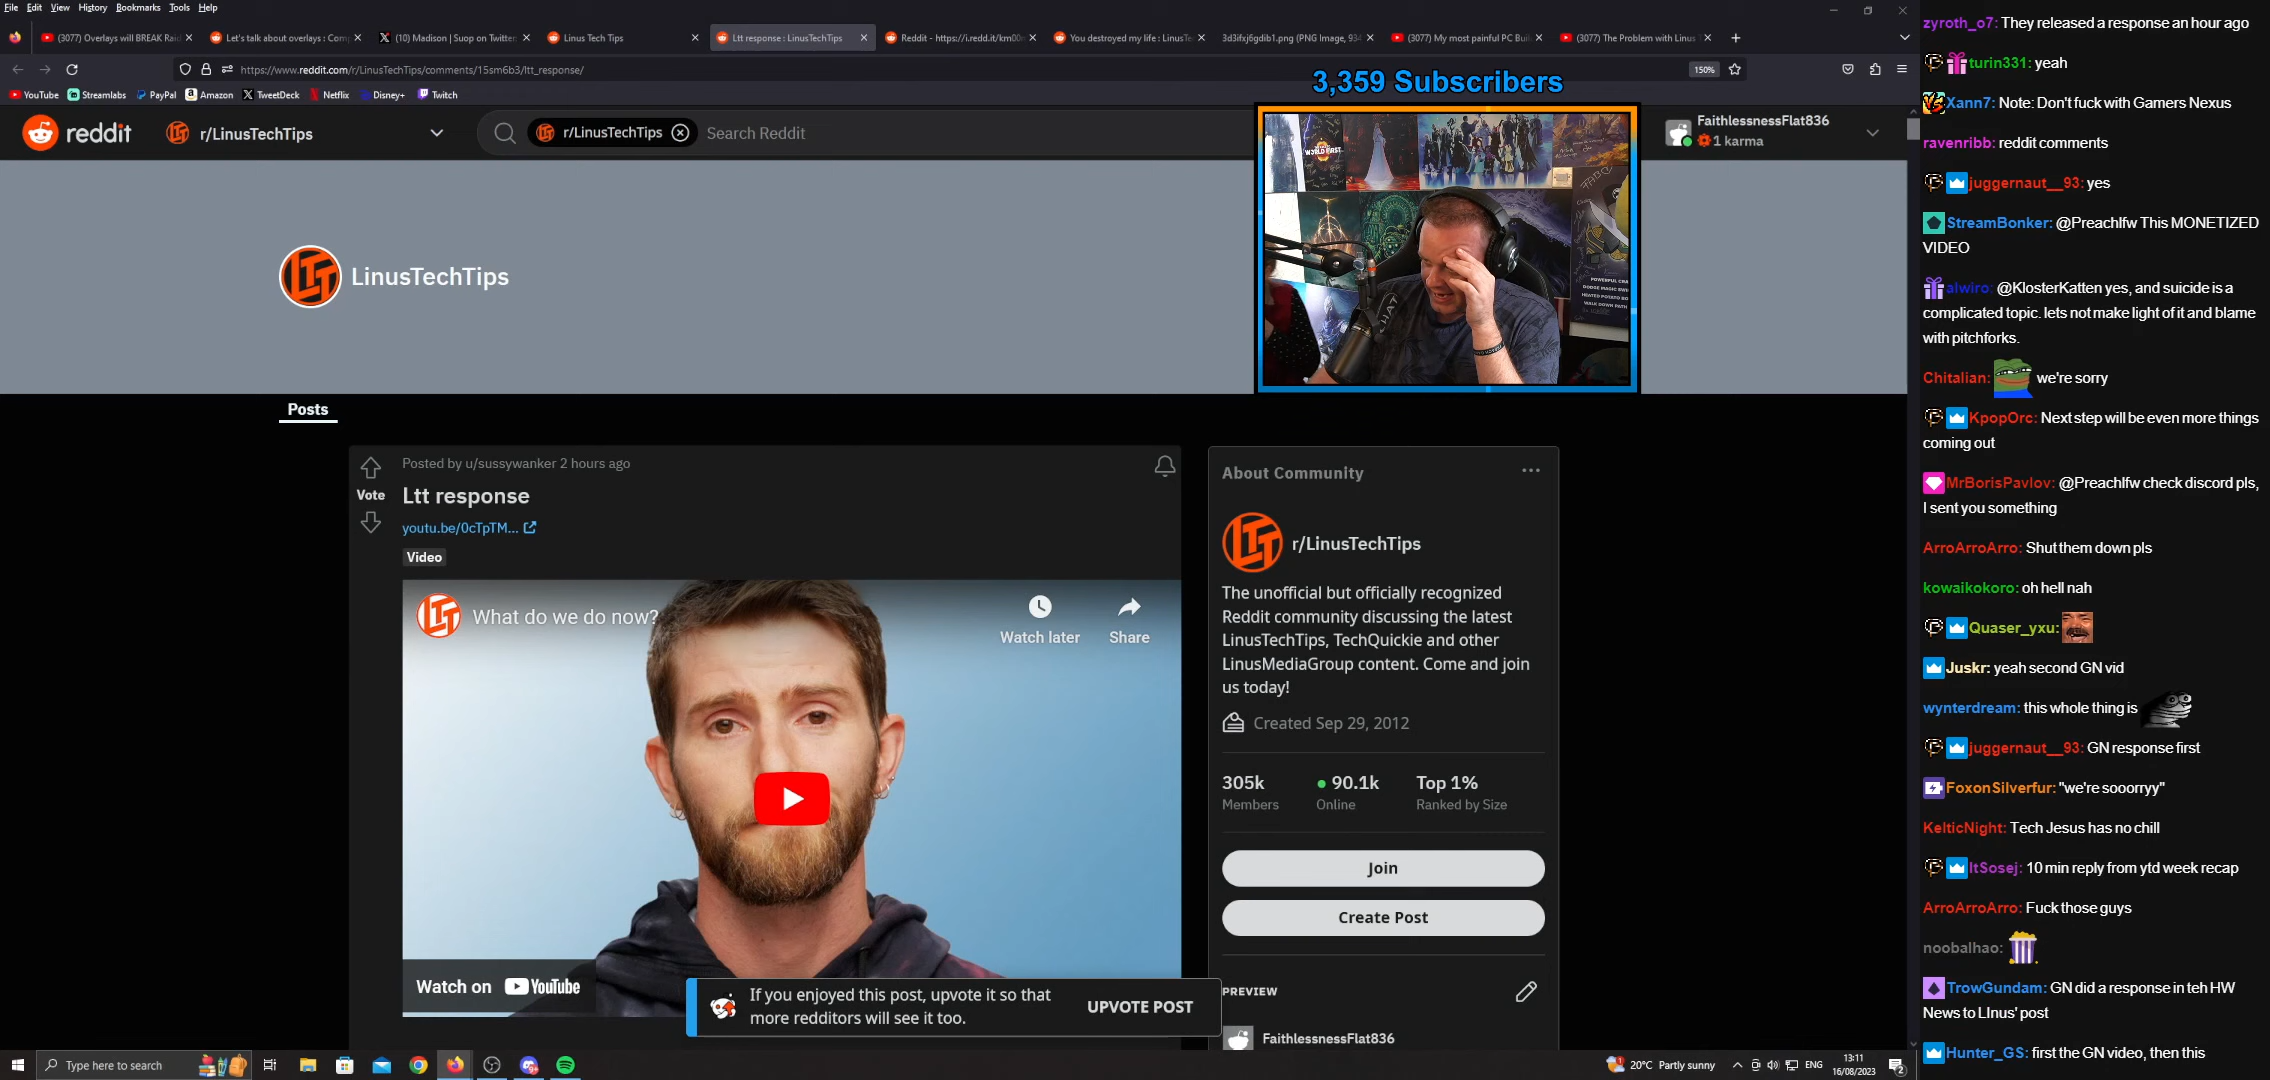 File Edit View History Bookmarks Tools Help
(3077) Overlays will BREAK Raid
Let's talk about overlays : Comp
(10) Madison | Suop on Twitter:
Linus Tech Tips
Ltt response : LinusTechTips
Reddit - https://i.redd.it/km00
You destroyed my life : LinusTe
3d3ifxj6gdib1.png (PNG Image, 934
(3077) My most painful PC Buil
(3077) The Problem with Linus T
https://www.reddit.com/r/LinusTechTips/comments/15sm6b3/ltt_response/
150%
YouTube Streamlabs PayPal Amazon TweetDeck Netflix Disney+ Twitch
3,359 Subscribers
reddit r/LinusTechTips
r/LinusTechTips Search Reddit
FaithlessnessFlat836
1 karma
LTT LinusTechTips
WORLD FIRST
CHAT
Posts
Posted by u/sussywanker 2 hours ago
Vote
Ltt response
youtu.be/0cTpTM...
Video
What do we do now?
Watch later
Share
Watch on YouTube
If you enjoyed this post, upvote it so that
more redditors will see it too.
UPVOTE POST
About Community
r/LinusTechTips
The unofficial but officially recognized
Reddit community discussing the latest
LinusTechTips, TechQuickie and other
LinusMediaGroup content. Come and join
us today!
Created Sep 29, 2012
305k 90.1k Top 1%
Members Online Ranked by Size
Join
Create Post
PREVIEW
FaithlessnessFlat836
zyroth_o7: They released a response an hour ago
turin331: yeah
Xann7: Note: Don't fuck with Gamers Nexus
ravenribb: reddit comments
juggernaut__93: yes
StreamBonker: @Preachlfw This MONETIZED
VIDEO
alwiro: @KlosterKatten yes, and suicide is a
complicated topic. lets not make light of it and blame
with pitchforks.
Chitalian: we're sorry
KpopOrc: Next step will be even more things
coming out
MrBorisPavlov: @Preachlfw check discord pls,
I sent you something
ArroArroArro: Shut them down pls
kowaikokoro: oh hell nah
Quaser_yxu:
Juskr: yeah second GN vid
wynterdream: this whole thing is
juggernaut__93: GN response first
FoxonSilverfur: "we're sooorryy"
KelticNight: Tech Jesus has no chill
ItSosej: 10 min reply from ytd week recap
ArroArroArro: Fuck those guys
noobalhao:
TrowGundam: GN did a response in teh HW
News to LInus' post
Hunter_GS: first the GN video, then this
Type here to search
20°C Partly sunny
ENG
13:11
16/08/2023
2